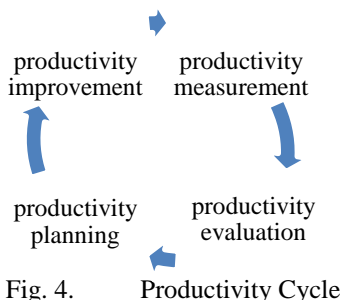 productivity
improvement
productivity
measurement
productivity
planning
productivity
evaluation
Fig. 4. Productivity Cycle